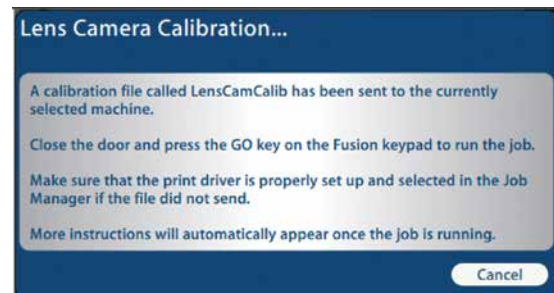 Lens Camera Calibration...
A calibration file called LensCamCalib has been sent to the currently
selected machine.
Close the door and press the GO key on the Fusion keypad to run the job.
Make sure that the print driver is properly set up and selected in the Job
Manager if the file did not send.
More instructions will automatically appear once the job is running.
Cancel